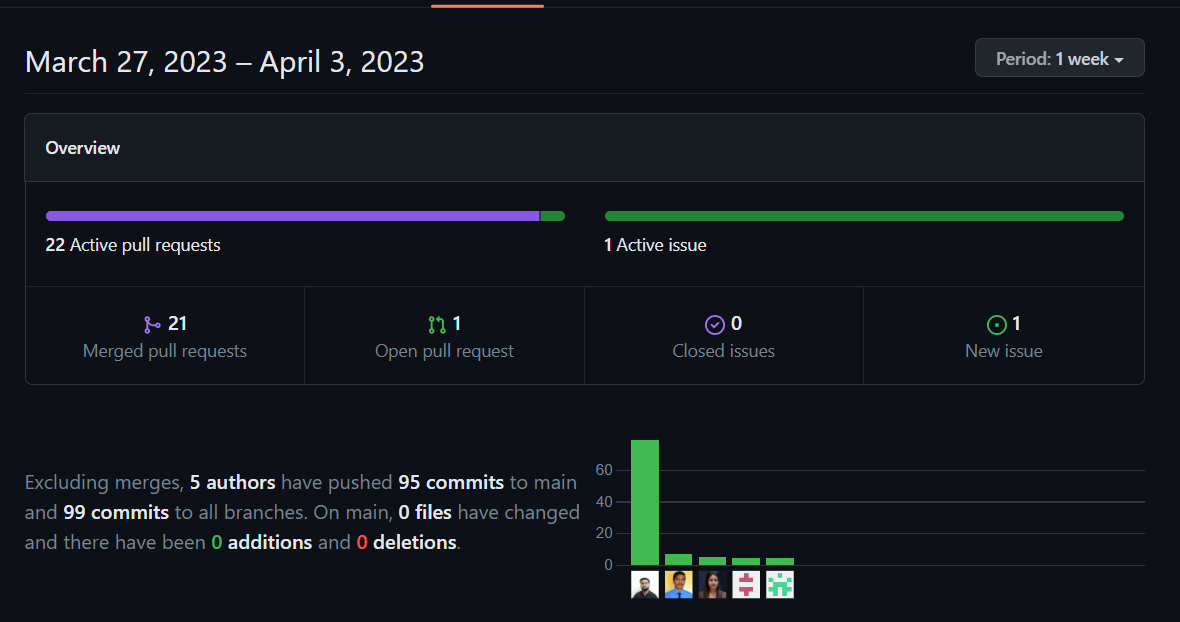 March 27, 2023 – April 3, 2023
Period: 1 week
Overview
22 Active pull requests
1 Active issue
21
Merged pull requests
1
Open pull request
0
Closed issues
1
New issue
Excluding merges, 5 authors have pushed 95 commits to main
and 99 commits to all branches. On main, 0 files have changed
and there have been 0 additions and 0 deletions.
60
40
20
0